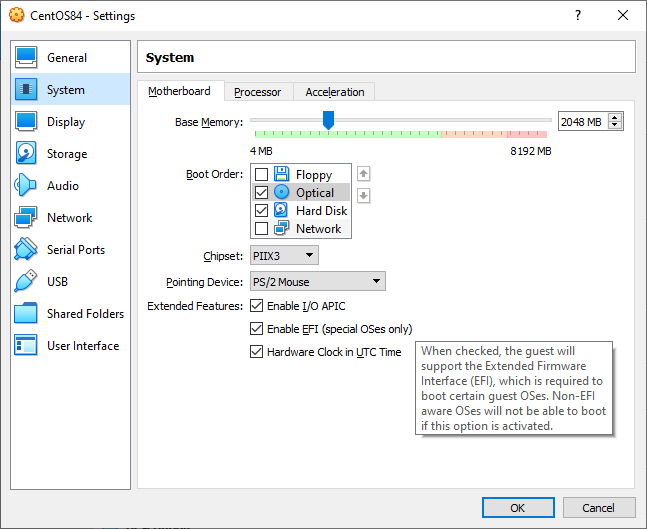 CentOS84 - Settings
? 
General
System
Display
Storage
Audio
Network
Serial Ports
USB
Shared Folders
User Interface
System
Motherboard Processor Acceleration
Base Memory: 2048 MB
4 MB 8192 MB
Boot Order: Floppy
Optical
Hard Disk
Network
Chipset: PIIX3
Pointing Device: PS/2 Mouse
Extended Features: Enable I/O APIC
Enable EFI (special OSes only)
Hardware Clock in UTC Time
When checked, the guest will
support the Extended Firmware
Interface (EFI), which is required to
boot certain guest OSes. Non-EFI
aware OSes will not be able to boot
if this option is activated.
OK Cancel